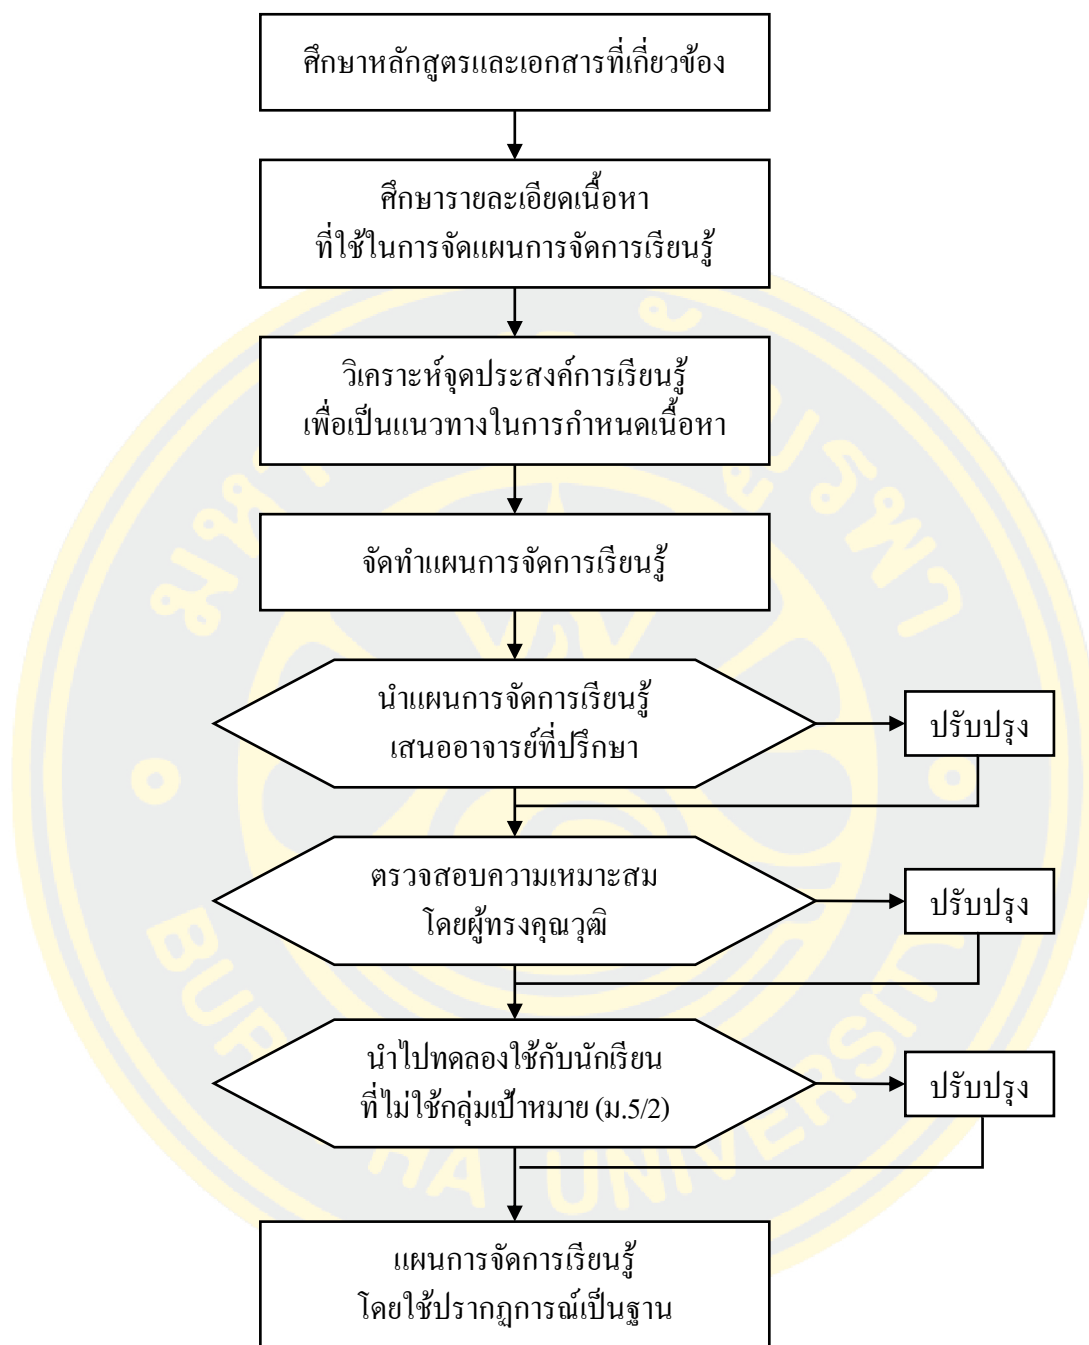 ศึกษาหลักสูตรและเอกสารที่เกี่ยวข้อง
ศึกษารายละเอียดเนื้อหา
ที่ใช้ในการจัดแผนการจัดการเรียนรู้
วิเคราะห์จุดประสงค์การเรียนรู้
เพื่อเป็นแนวทางในการกำหนดเนื้อหา
จัดทำแผนการจัดการเรียนรู้
นำแผนการจัดการเรียนรู้
เสนออาจารย์ที่ปรึกษา
ปรับปรุง
ตรวจสอบความเหมาะสม
โดยผู้ทรงคุณวุฒิ
ปรับปรุง
นำไปทดลองใช้กับนักเรียน
ที่ไม่ใช้กลุ่มเป้าหมาย (ม.5/2)
ปรับปรุง
แผนการจัดการเรียนรู้
โดยใช้ปรากฏการณ์เป็นฐาน